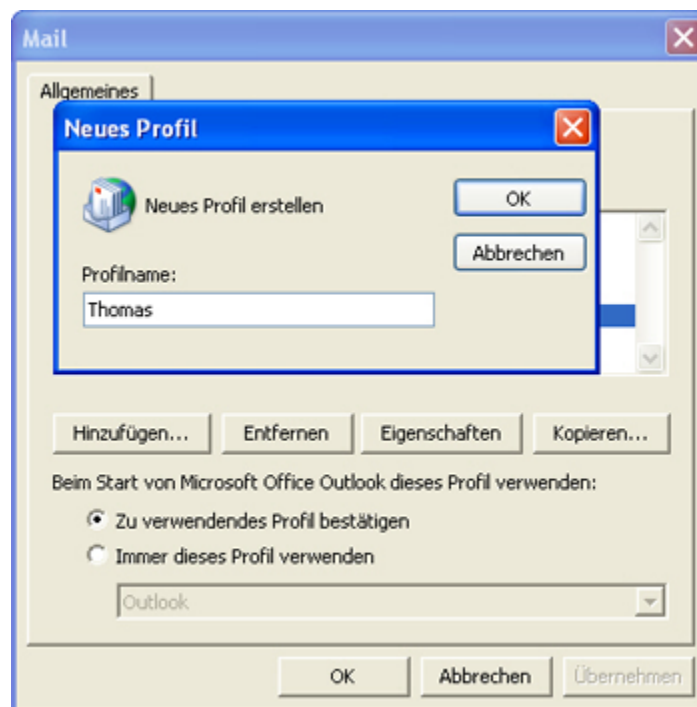 Mail
Allgemeines
Neues Profil
Neues Profil erstellen
OK
Abbrechen
Profilname:
Thomas
Hinzufügen... Entfernen Eigenschaften Kopieren...
Beim Start von Microsoft Office Outlook dieses Profil verwenden:
Zu verwendendes Profil bestätigen
Immer dieses Profil verwenden
Outlook
OK Abbrechen Übernehmen